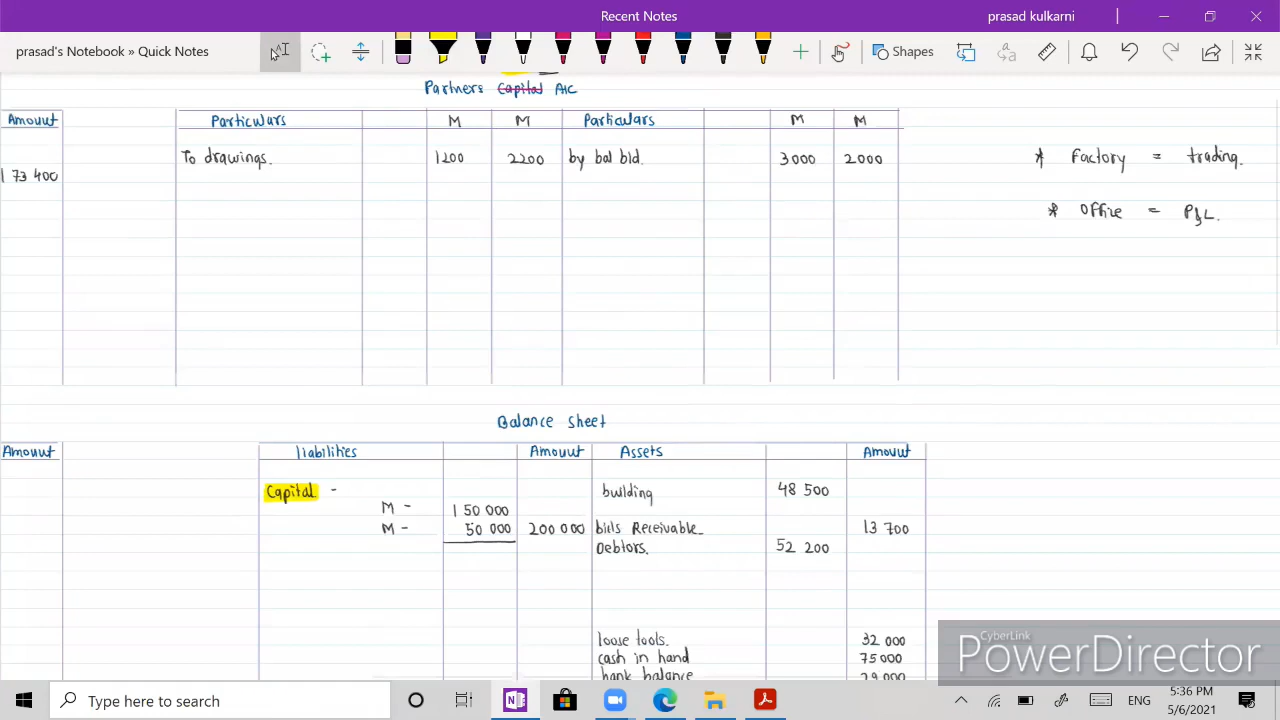 Recent Notes
prasad kulkarni
prasad's Notebook » Quick Notes
Shapes
Partners Capital A/C
Amount Particulars M M Particulars M M
To drawings. 1200 2200 by bal b/d. 3000 2000
1 73 400
* Factory = trading.
* Office = P&L.
Balance Sheet
Amount liabilities Amount Assets Amount
Capital - building 48 500
M - 1 50 000
M - 50 000 200 000 bills Receivable 13 700
Debtors. 52 200
loose tools. 32 000
cash in hand 75 000
bank balance 29 000
CyberLink
PowerDirector
Type here to search
ENG
5:36 PM
5/6/2021